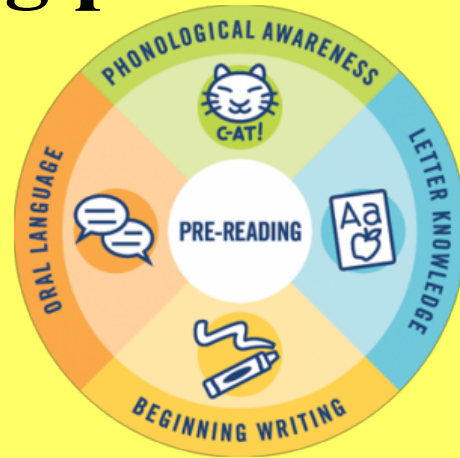 PHONOLOGICAL AWARENESS
C-AT!
ORAL LANGUAGE
PRE-READING
Aa
LETTER KNOWLEDGE
BEGINNING WRITING